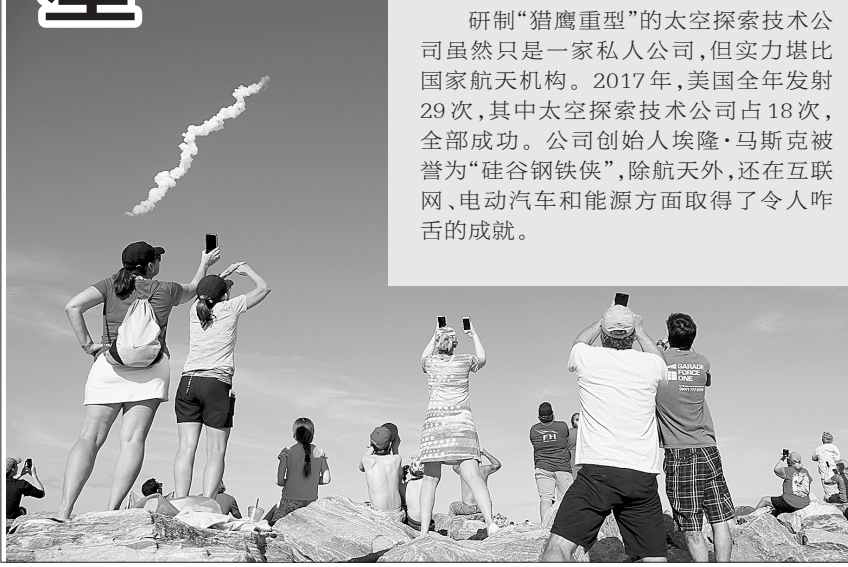 研制“猎鹰重型”的太空探索技术公
司虽然只是一家私人公司,但实力堪比
国家航天机构。2017年,美国全年发射
29次,其中太空探索技术公司占18次,
全部成功。公司创始人埃隆·马斯克被
誉为“硅谷钢铁侠”,除航天外,还在互联
网、电动汽车和能源方面取得了令人咋
舌的成就。
GARAGE
FORCE
ONE
FH